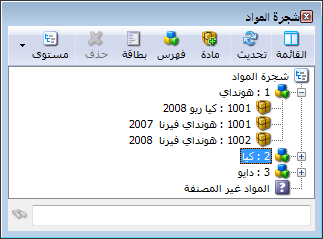 شجرة المواد
القائمة تحديث مادة فهرس بطاقة حذف مستوى
شجرة المواد
1 : هونداي
1001 : كيا ريو 2008
1001 : هونداي فيرنا 2007
1002 : هونداي فيرنا 2008
2 : كيا
3 : دايو
المواد غير المصنفة